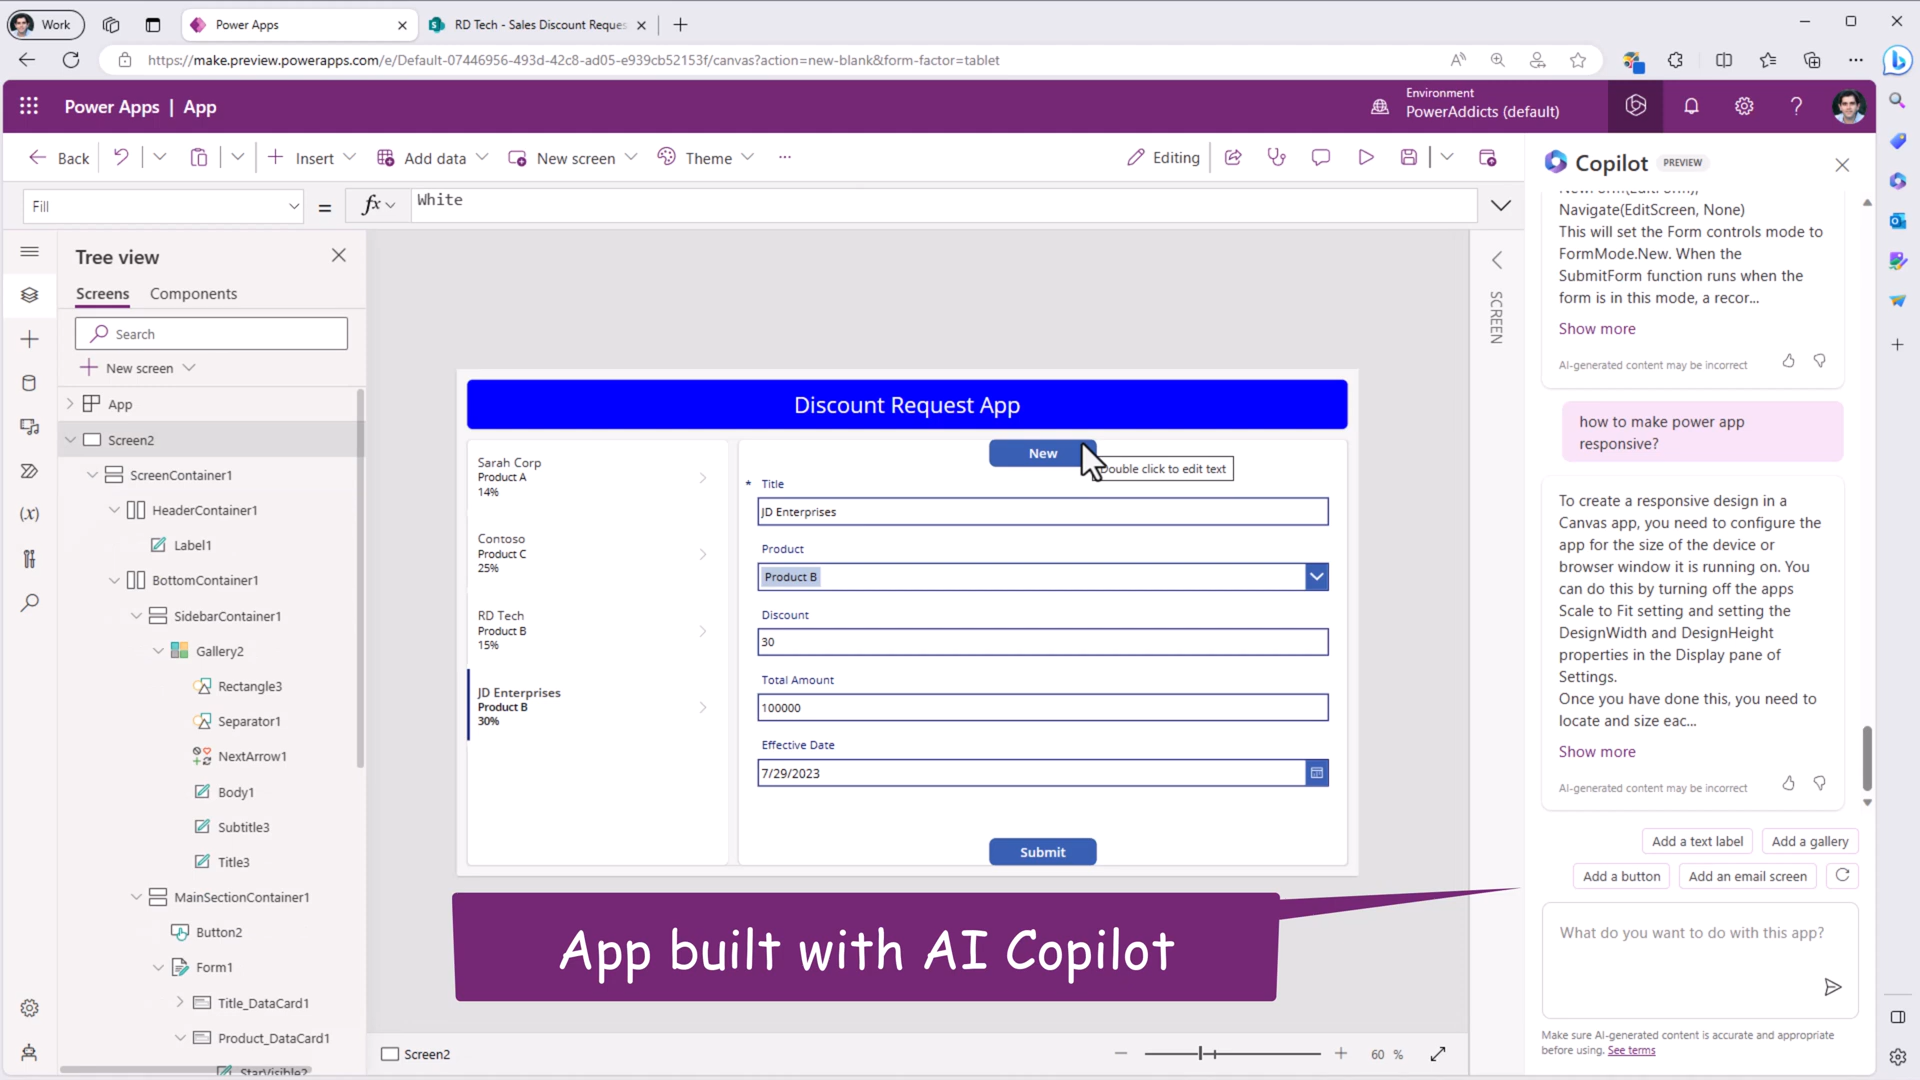 Work
Power Apps
RD Tech - Sales Discount Reques
https://make.preview.powerapps.com/e/Default-07446956-493d-42c8-ad05-e939cb52153f/canvas?action=new-blank&form-factor=tablet
Power Apps | App
Environment
PowerAddicts (default)
Back
Insert
Add data
New screen
Theme
Editing
Fill
=
fx
White
Tree view
Screens
Components
Search
New screen
App
Screen2
ScreenContainer1
HeaderContainer1
Label1
BottomContainer1
SidebarContainer1
Gallery2
Rectangle3
Separator1
NextArrow1
Body1
Subtitle3
Title3
MainSectionContainer1
Button2
Form1
Title_DataCard1
Product_DataCard1
StarVisible2
Discount Request App
Sarah Corp
Product A
14%
Contoso
Product C
25%
RD Tech
Product B
15%
JD Enterprises
Product B
30%
New
Double click to edit text
* Title
JD Enterprises
Product
Product B
Discount
30
Total Amount
100000
Effective Date
7/29/2023
Submit
App built with AI Copilot
Screen2
60 %
SCREEN
Copilot PREVIEW
NewForm(EditForm);
Navigate(EditScreen, None)
This will set the Form controls mode to
FormMode.New. When the
SubmitForm function runs when the
form is in this mode, a recor...
Show more
AI-generated content may be incorrect
how to make power app
responsive?
To create a responsive design in a
Canvas app, you need to configure the
app for the size of the device or
browser window it is running on. You
can do this by turning off the apps
Scale to Fit setting and setting the
DesignWidth and DesignHeight
properties in the Display pane of
Settings.
Once you have done this, you need to
locate and size eac...
Show more
AI-generated content may be incorrect
Add a text label
Add a gallery
Add a button
Add an email screen
What do you want to do with this app?
Make sure AI-generated content is accurate and appropriate
before using. See terms